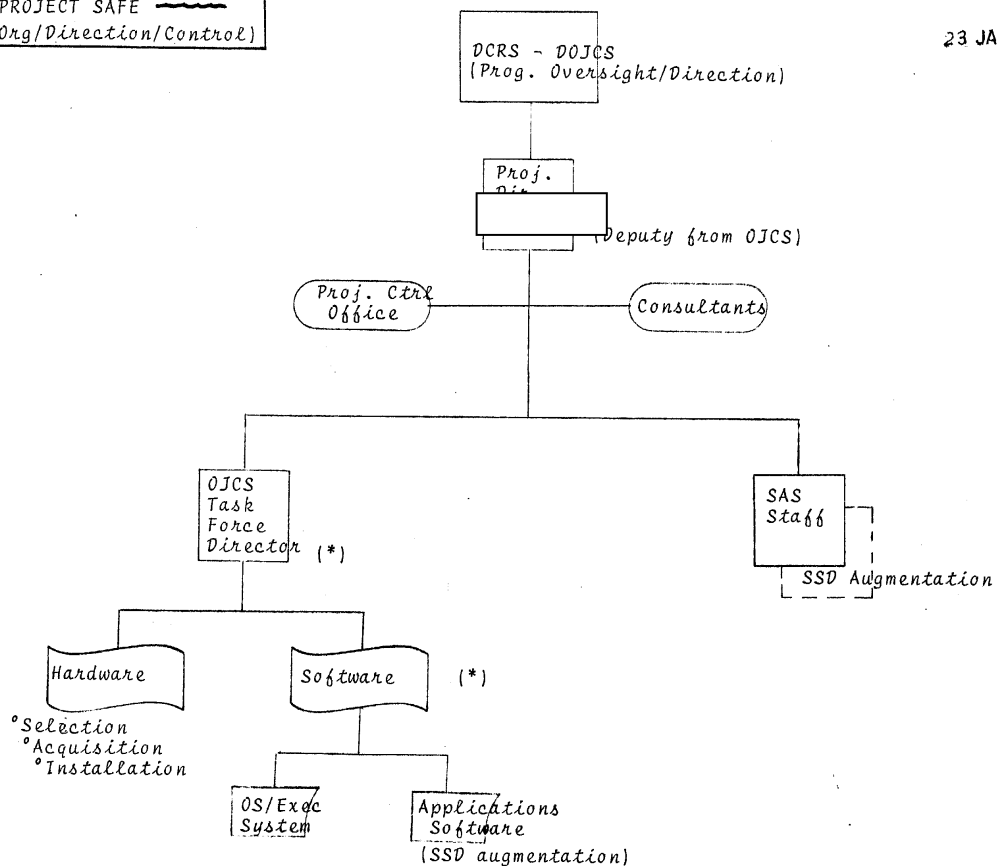 PROJECT SAFE
Org/Direction/Control)
23 JA
DCRS - DOJCS
(Prog. Oversight/Direction)
Proj.
(Deputy from OJCS)
Proj. Ctrl
Office
Consultants
OJCS
Task
Force
Director (*)
SAS
Staff
SSD Augmentation
Hardware
Software (*)
°Selection
°Acquisition
°Installation
OS/Exec
System
Applications
Software
(SSD augmentation)